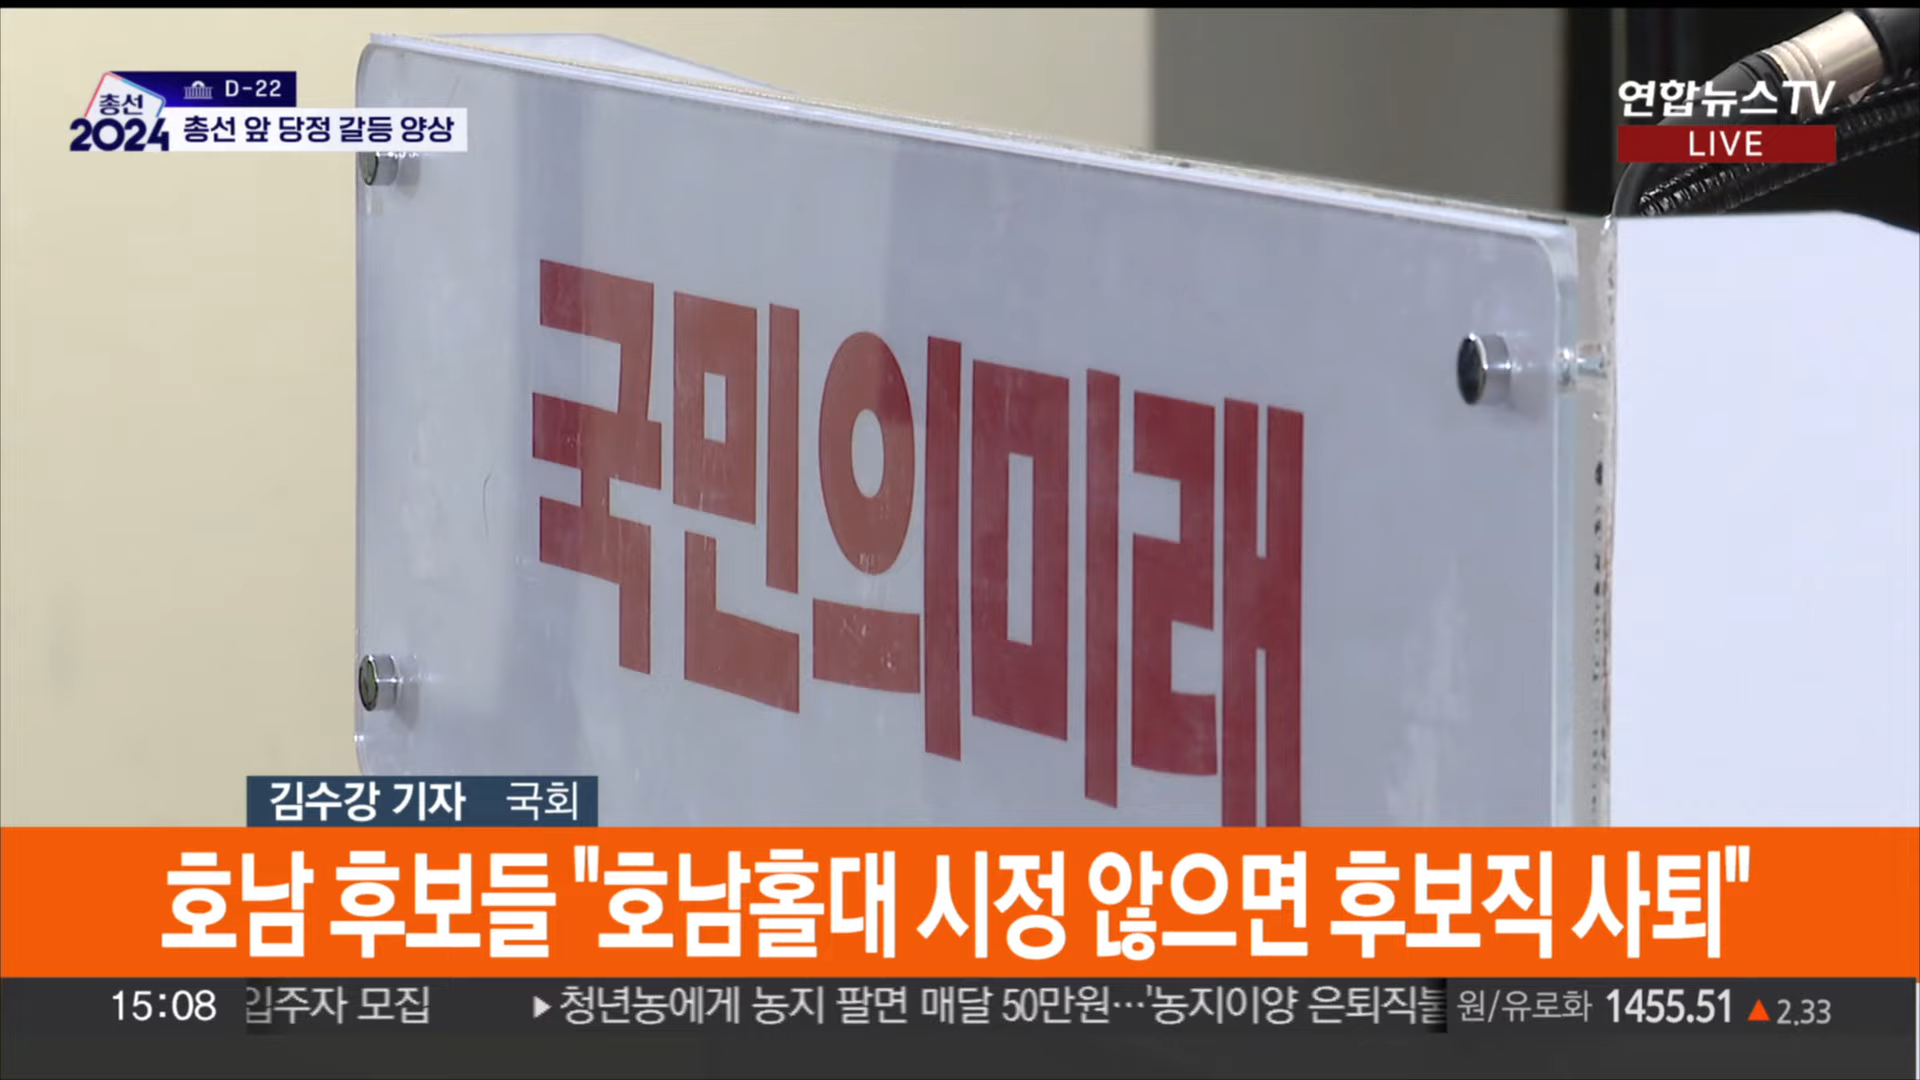 D-22
총선
2024
총선 앞 당정 갈등 양상
연합뉴스TV
LIVE
국민의미래
김수강 기자 국회
호남 후보들 "호남홀대 시정 않으면 후보직 사퇴"
15:08 입주자 모집 ▶청년농에게 농지 팔면 매달 50만원…'농지이양 은퇴직불 원/유로화 1455.51 ▲2.33